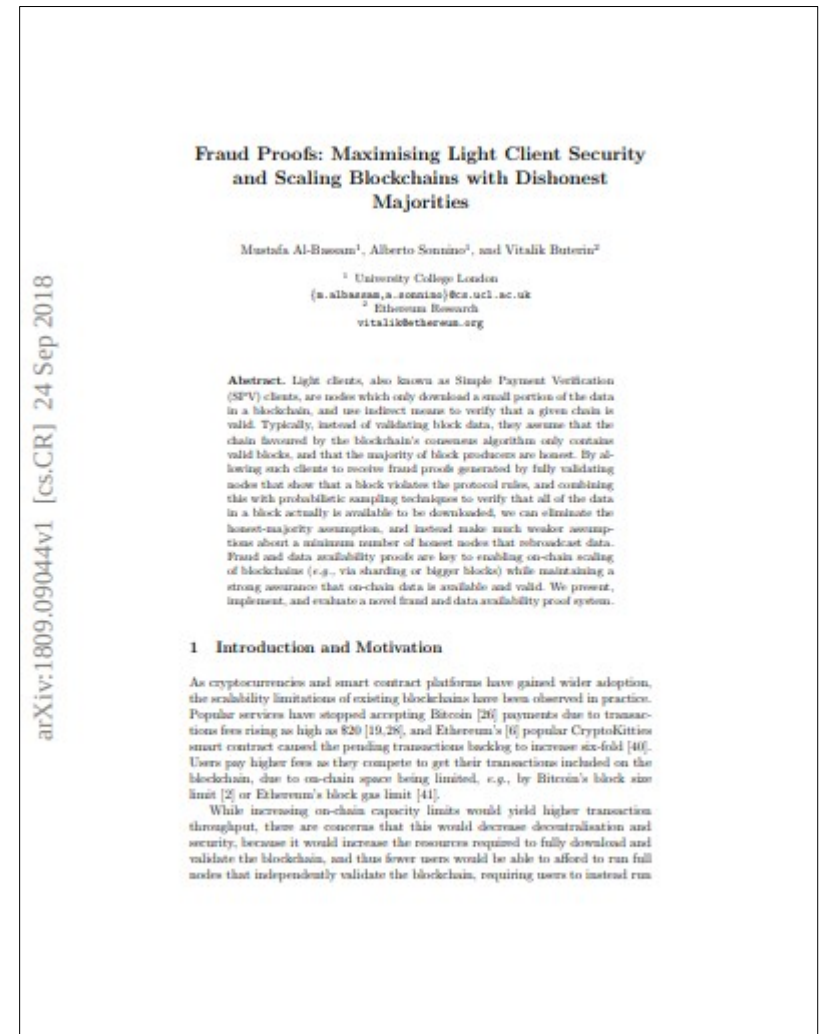 Fraud Proofs: Maximising Light Client Security
and Scaling Blockchains with Dishonest
Majorities
Mustafa Al-Bassam¹, Alberto Sonnino¹, and Vitalik Buterin²
¹ University College London
{m.albassam,a.sonnino}@cs.ucl.ac.uk
² Ethereum Research
vitalik@ethereum.org
arXiv:1809.09044v1 [cs.CR] 24 Sep 2018
Abstract. Light clients, also known as Simple Payment Verification
(SPV) clients, are nodes which only download a small portion of the data
in a blockchain, and use indirect means to verify that a given chain is
valid. Typically, instead of validating block data, they assume that the
chain favoured by the blockchain's consensus algorithm only contains
valid blocks, and that the majority of block producers are honest. By al-
lowing such clients to receive fraud proofs generated by fully validating
nodes that show that a block violates the protocol rules, and combining
this with probabilistic sampling techniques to verify that all of the data
in a block actually is available to be downloaded, we can eliminate the
honest-majority assumption, and instead make much weaker assump-
tions about a minimum number of honest nodes that rebroadcast data.
Fraud and data availability proofs are key to enabling on-chain scaling
of blockchains (e.g., via sharding or bigger blocks) while maintaining a
strong assurance that on-chain data is available and valid. We present,
implement, and evaluate a novel fraud and data availability proof system.
1 Introduction and Motivation
As cryptocurrencies and smart contract platforms have gained wider adoption,
the scalability limitations of existing blockchains have been observed in practice.
Popular services have stopped accepting Bitcoin [26] payments due to transac-
tions fees rising as high as $20 [19,28], and Ethereum's [6] popular CryptoKitties
smart contract caused the pending transactions backlog to increase six-fold [40].
Users pay higher fees as they compete to get their transactions included on the
blockchain, due to on-chain space being limited, e.g., by Bitcoin's block size
limit [2] or Ethereum's block gas limit [41].
While increasing on-chain capacity limits would yield higher transaction
throughput, there are concerns that this would decrease decentralisation and
security, because it would increase the resources required to fully download and
validate the blockchain, and thus fewer users would be able to afford to run full
nodes that independently validate the blockchain, requiring users to instead run